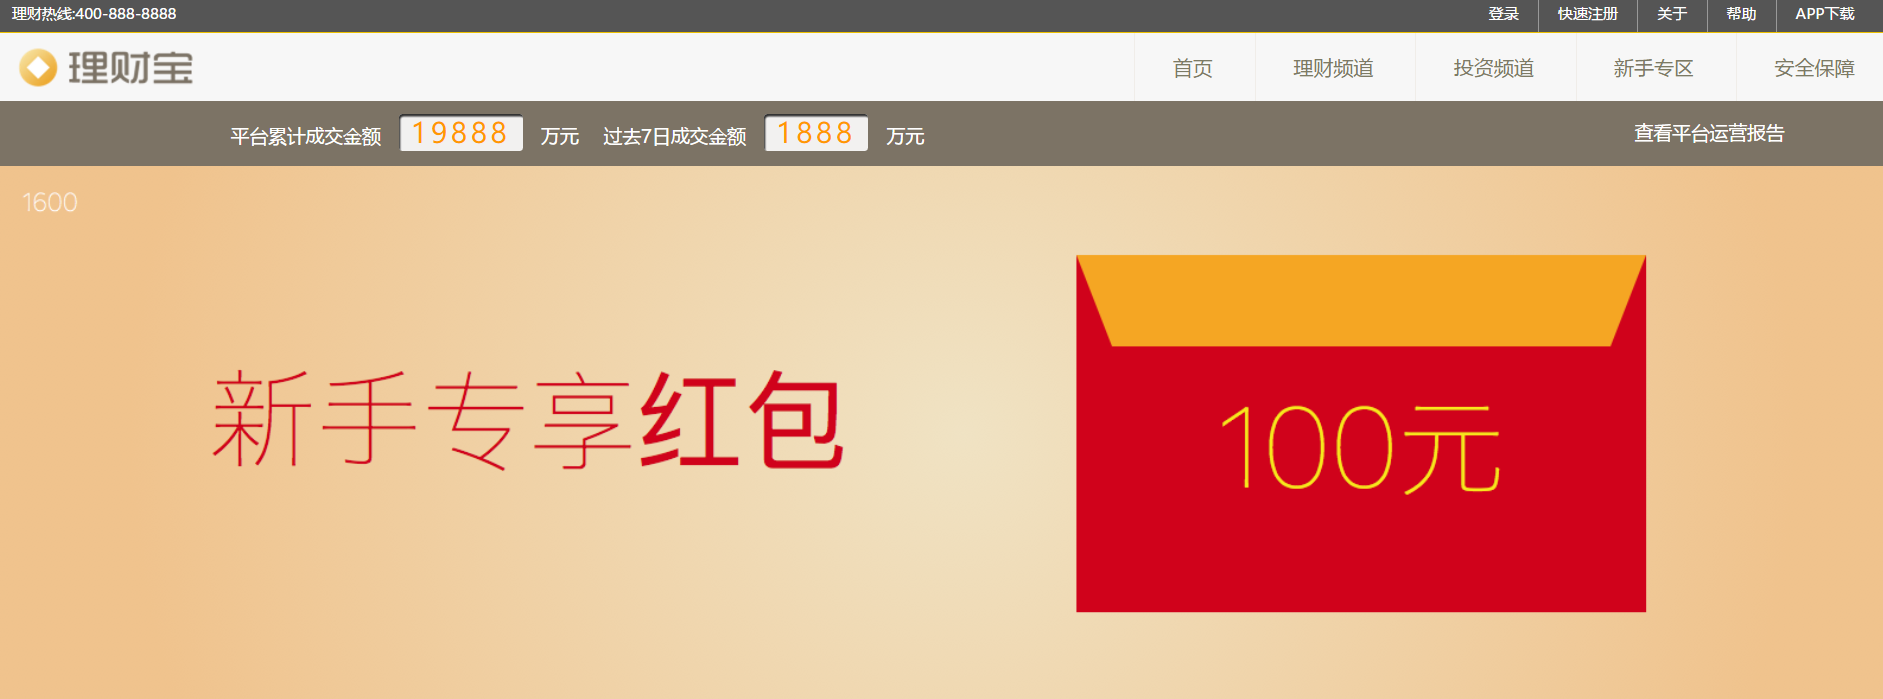 理财热线:400-888-8888 登录 快速注册 关于 帮助 APP下载
理财宝 首页 理财频道 投资频道 新手专区 安全保障
平台累计成交金额 19888 万元 过去7日成交金额 1888 万元 查看平台运营报告
1600
新手专享红包 100元